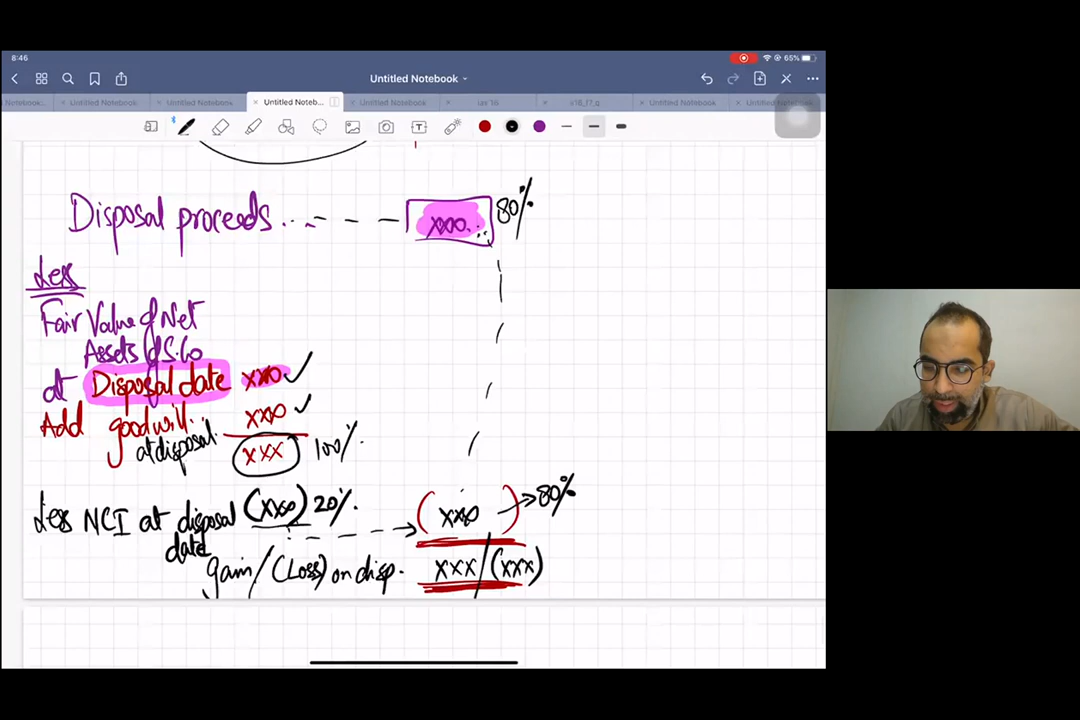 8:46
65%
Untitled Notebook
Notebook... Untitled Notebook Untitled Notebook Untitled Noteb... Untitled Notebook ias 16 s18_f7_q Untitled Notebook
Disposal proceeds.. - - - xxx 80%
Less
Fair Value of Net
Assets of S.Co
at Disposal date xxx ✓
Add goodwill xxx ✓
at disposal.
xxx 100%
Less NCI at disposal (xxx) 20% (xxx) → 80%
date
gain/(Loss) on disp. xxx/(xxx)